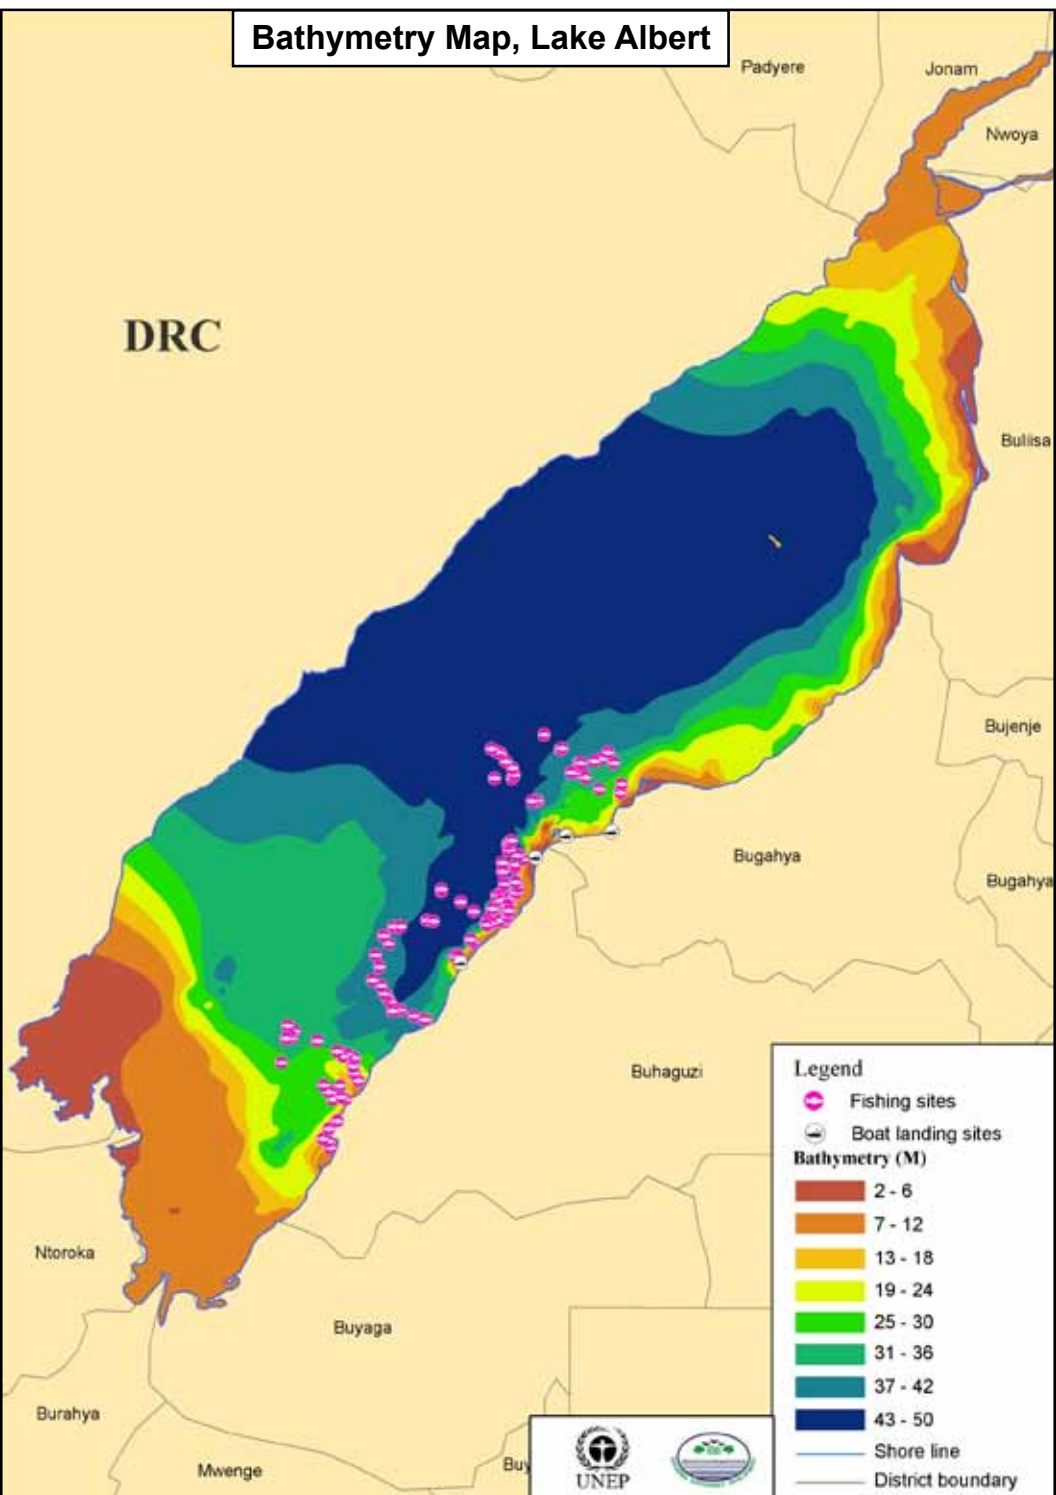 Bathymetry Map, Lake Albert
Padyere
Jonam
Nwoya
DRC
Buliisa
Bujenje
Bugahya
Bugahya
Buhaguzi
Ntoroka
Buyaga
Burahya
Mwenge
Buy
UNEP
Legend
Fishing sites
Boat landing sites
Bathymetry (M)
2 - 6
7 - 12
13 - 18
19 - 24
25 - 30
31 - 36
37 - 42
43 - 50
Shore line
District boundary